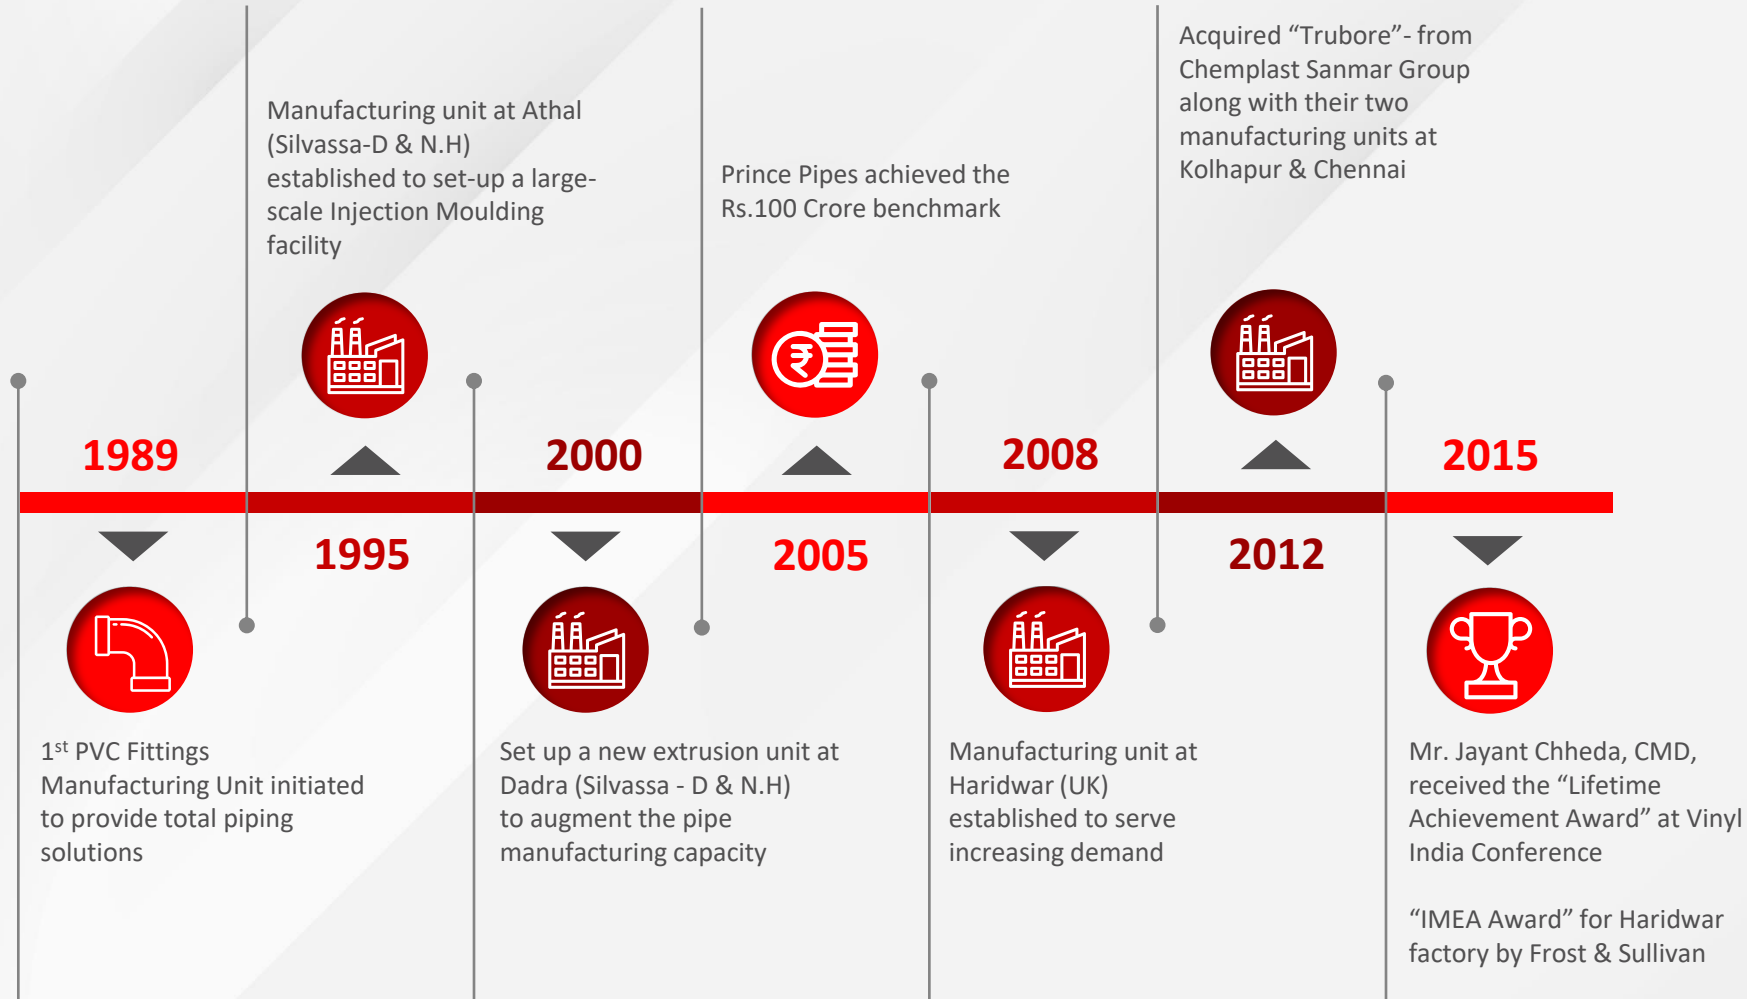 1989
1st PVC Fittings
Manufacturing Unit initiated
to provide total piping
solutions
Manufacturing unit at Athal
(Silvassa-D & N.H)
established to set-up a large-
scale Injection Moulding
facility
1995
2000
Set up a new extrusion unit at
Dadra (Silvassa - D & N.H)
to augment the pipe
manufacturing capacity
Prince Pipes achieved the
Rs.100 Crore benchmark
₹
2005
2008
Manufacturing unit at
Haridwar (UK)
established to serve
increasing demand
Acquired “Trubore”- from
Chemplast Sanmar Group
along with their two
manufacturing units at
Kolhapur & Chennai
2012
2015
Mr. Jayant Chheda, CMD,
received the “Lifetime
Achievement Award” at Vinyl
India Conference
“IMEA Award” for Haridwar
factory by Frost & Sullivan